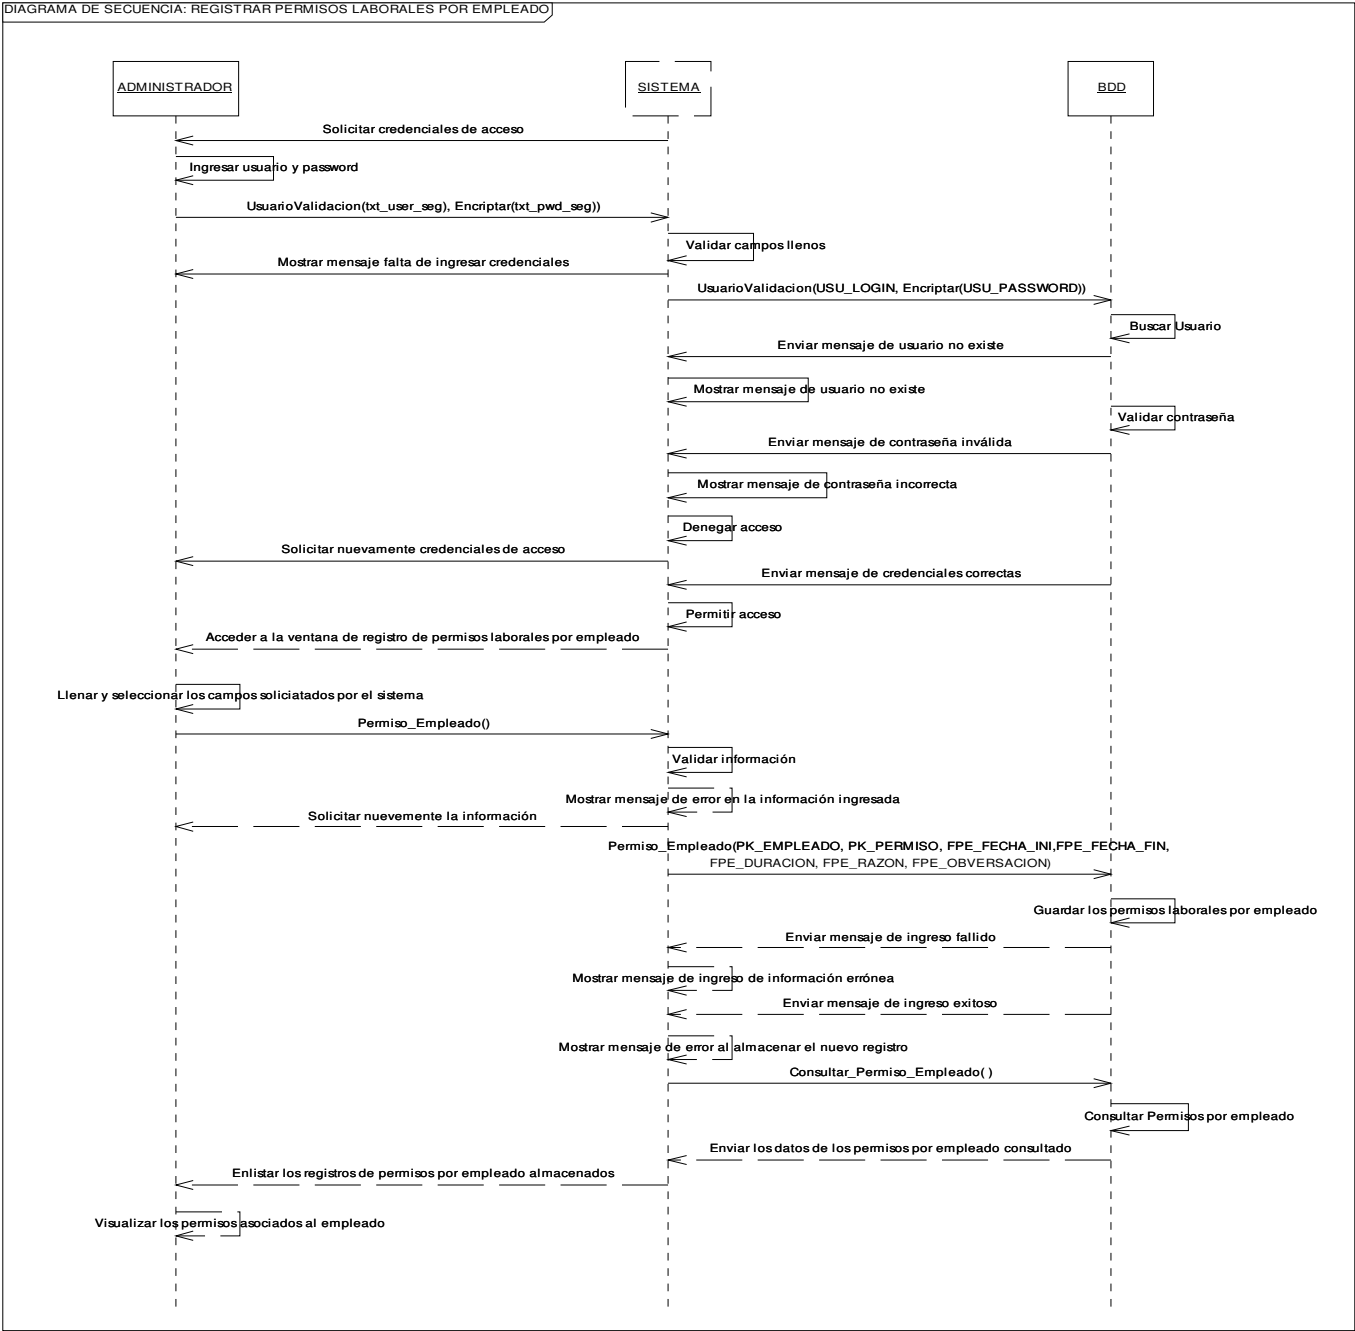 DIAGRAMA DE SECUENCIA: REGISTRAR PERMISOS LABORALES POR EMPLEADO
ADMINISTRADOR
SISTEMA
BDD
Solicitar credenciales de acceso
Ingresar usuario y password
UsuarioValidacion(txt_user_seg), Encriptar(txt_pwd_seg))
Validar campos llenos
Mostrar mensaje falta de ingresar credenciales
UsuarioValidacion(USU_LOGIN, Encriptar(USU_PASSWORD))
Buscar Usuario
Enviar mensaje de usuario no existe
Mostrar mensaje de usuario no existe
Validar contraseña
Enviar mensaje de contraseña inválida
Mostrar mensaje de contraseña incorrecta
Denegar acceso
Solicitar nuevamente credenciales de acceso
Enviar mensaje de credenciales correctas
Permitir acceso
Acceder a la ventana de registro de permisos laborales por empleado
Llenar y seleccionar los campos soliciatados por el sistema
Permiso_Empleado()
Validar información
Mostrar mensaje de error en la información ingresada
Solicitar nuevemente la información
Permiso_Empleado(PK_EMPLEADO, PK_PERMISO, FPE_FECHA_INI,FPE_FECHA_FIN,
FPE_DURACION, FPE_RAZON, FPE_OBVERSACION)
Guardar los permisos laborales por empleado
Enviar mensaje de ingreso fallido
Mostrar mensaje de ingreso de información errónea
Enviar mensaje de ingreso exitoso
Mostrar mensaje de error al almacenar el nuevo registro
Consultar_Permiso_Empleado( )
Consultar Permisos por empleado
Enviar los datos de los permisos por empleado consultado
Enlistar los registros de permisos por empleado almacenados
Visualizar los permisos asociados al empleado